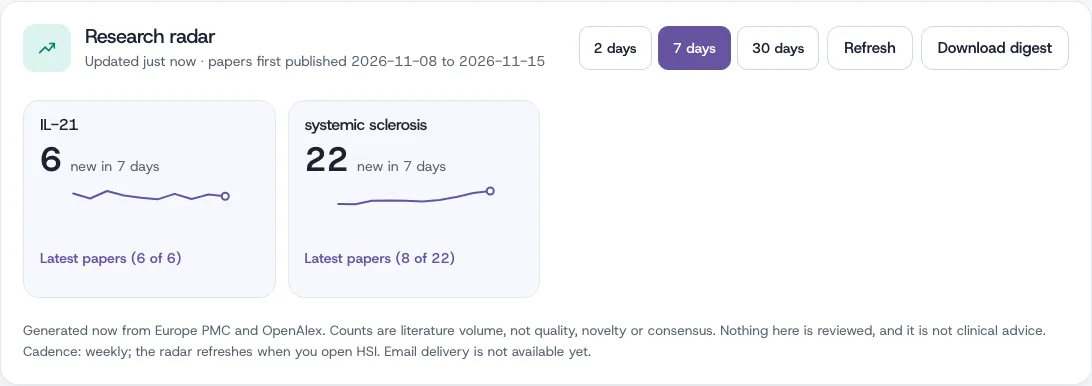 Research radar
Updated just now · papers first published 2026-11-08 to 2026-11-15
2 days
7 days
30 days
Refresh
Download digest
IL-21
6 new in 7 days
Latest papers (6 of 6)
systemic sclerosis
22 new in 7 days
Latest papers (8 of 22)
Generated now from Europe PMC and OpenAlex. Counts are literature volume, not quality, novelty or consensus. Nothing here is reviewed, and it is not clinical advice.
Cadence: weekly; the radar refreshes when you open HSI. Email delivery is not available yet.